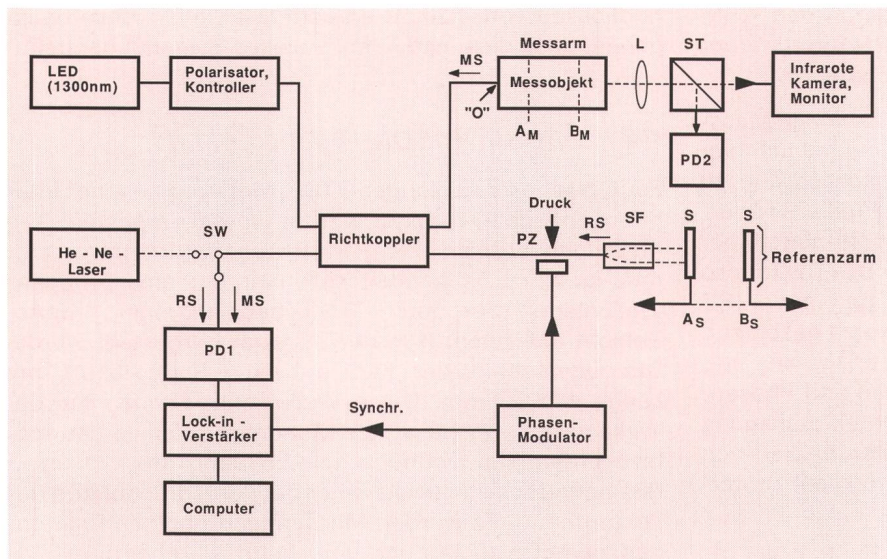 LED
(1300nm)
Polarisator,
Kontroller
MS
Messarm
Messobjekt
"O"
A_M
B_M
L
ST
Infrarote
Kamera,
Monitor
PD2
He - Ne -
Laser
SW
Richtkoppler
Druck
PZ
RS
SF
S
S
Referenzarm
A_S
B_S
RS
MS
PD1
Lock-in -
Verstärker
Synchr.
Phasen-
Modulator
Computer